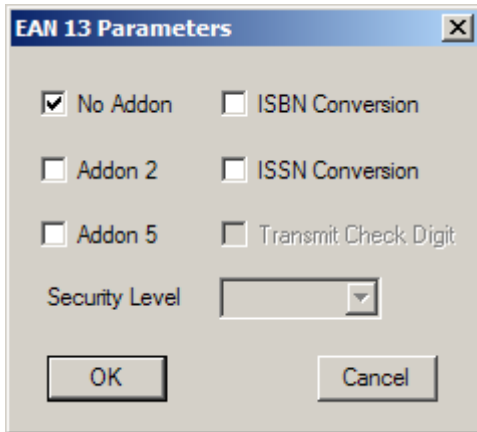 EAN 13 Parameters
No Addon ISBN Conversion
Addon 2 ISSN Conversion
Addon 5 Transmit Check Digit
Security Level
OK Cancel